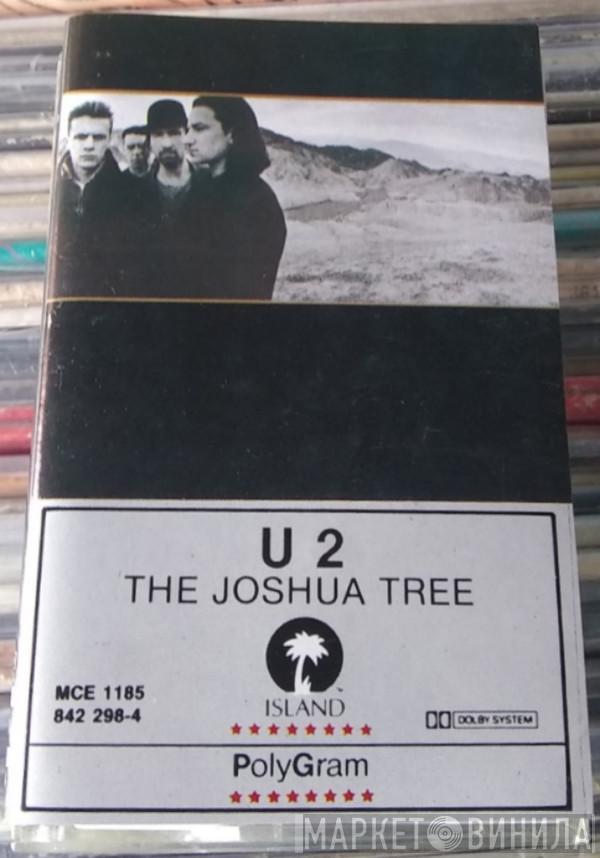 U 2
THE JOSHUA TREE
ISLAND
MCE 1185
842 298-4
DOLBY SYSTEM
PolyGram
МАРКЕТ ВИНИЛА